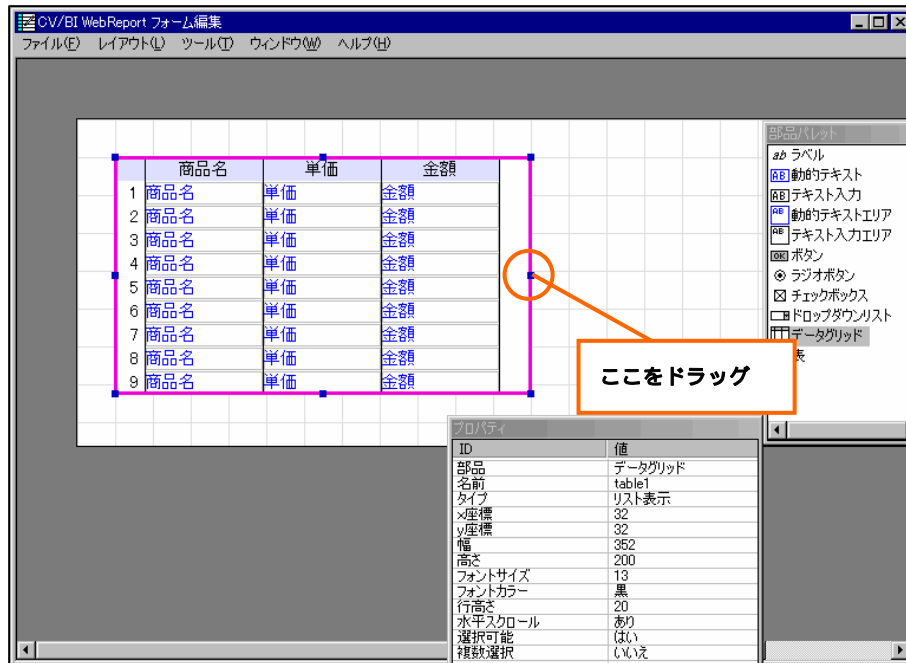 CV/BI WebReport フォーム編集
ファイル(F) レイアウト(L) ツール(T) ウィンドウ(W) ヘルプ(H)
商品名 単価 金額
1 商品名 単価 金額
2 商品名 単価 金額
3 商品名 単価 金額
4 商品名 単価 金額
5 商品名 単価 金額
6 商品名 単価 金額
7 商品名 単価 金額
8 商品名 単価 金額
9 商品名 単価 金額
部品パレット
ab ラベル
AB 動的テキスト
AB テキスト入力
AB 動的テキストエリア
AB テキスト入力エリア
OK ボタン
ラジオボタン
チェックボックス
ドロップダウンリスト
データグリッド
表
ここをドラッグ
プロパティ
ID 値
部品 データグリッド
名前 table1
タイプ リスト表示
x座標 32
y座標 32
幅 352
高さ 200
フォントサイズ 13
フォントカラー 黒
行高さ 20
水平スクロール あり
選択可能 はい
複数選択 いいえ